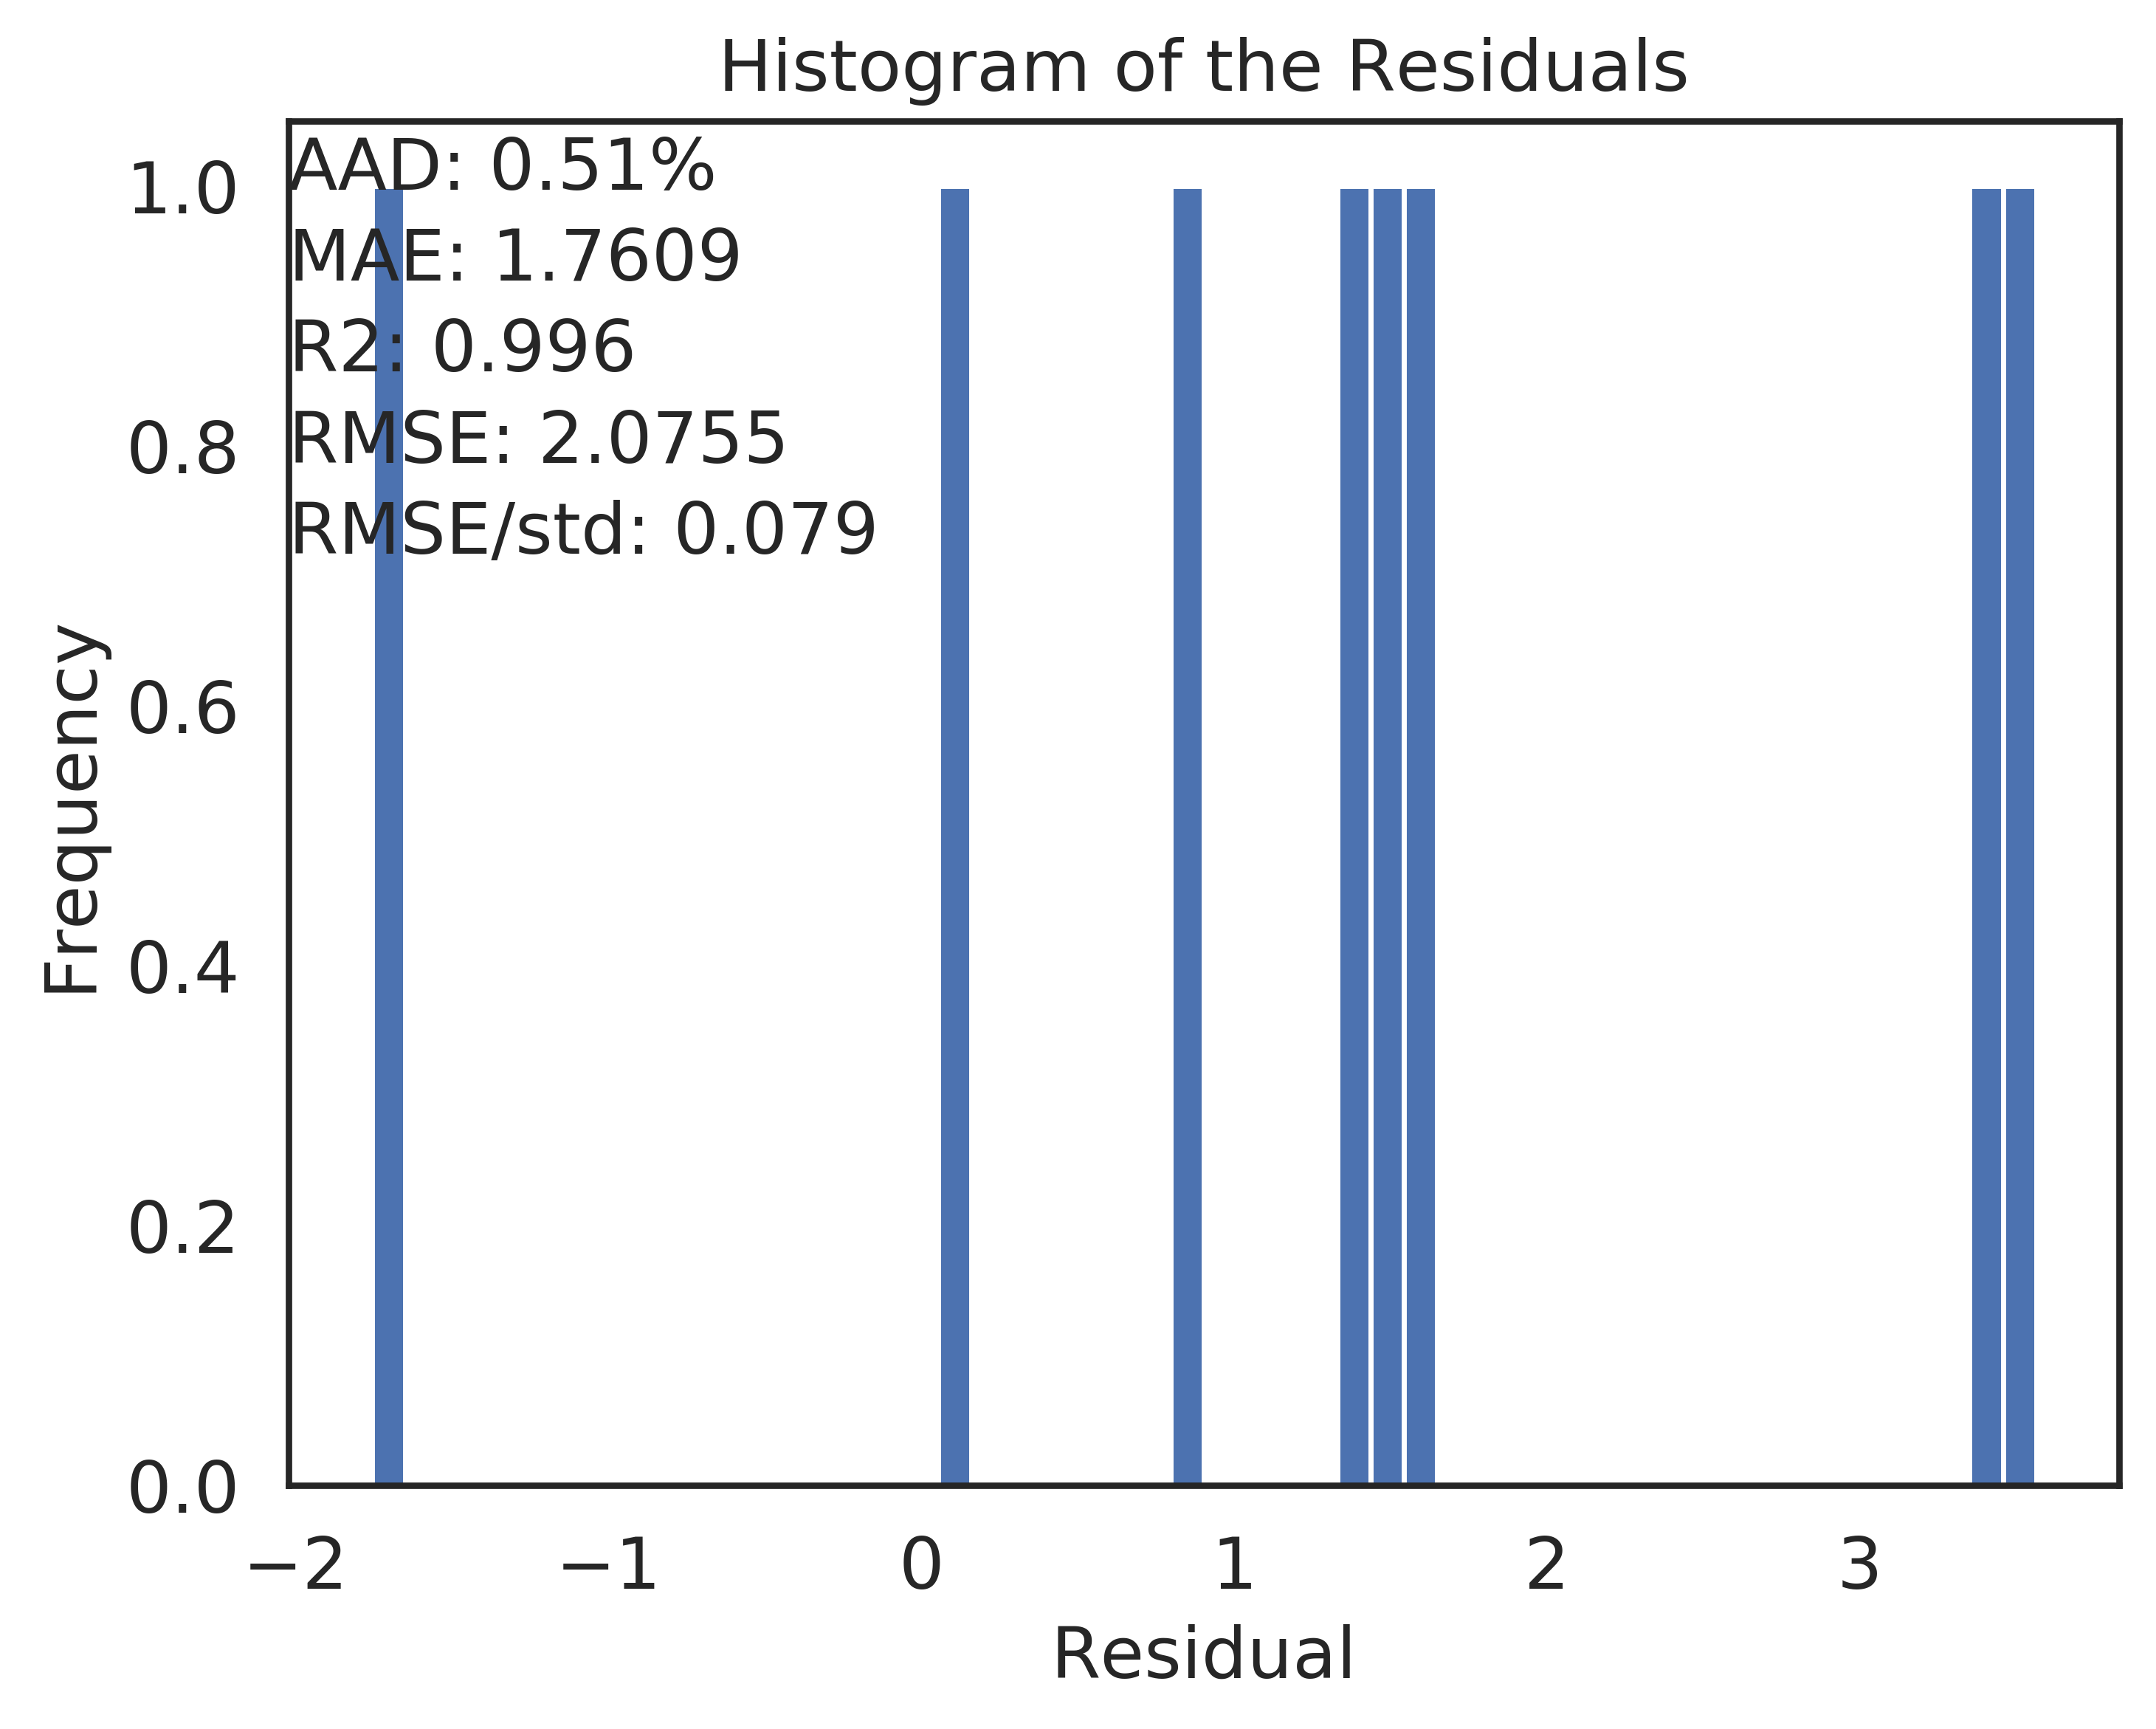 Histogram of the Residuals
AAD: 0.51%
MAE: 1.7609
R2: 0.996
RMSE: 2.0755
RMSE/std: 0.079
1.0
0.8
0.6
0.4
0.2
0.0
Frequency
−2 −1 0 1 2 3
Residual